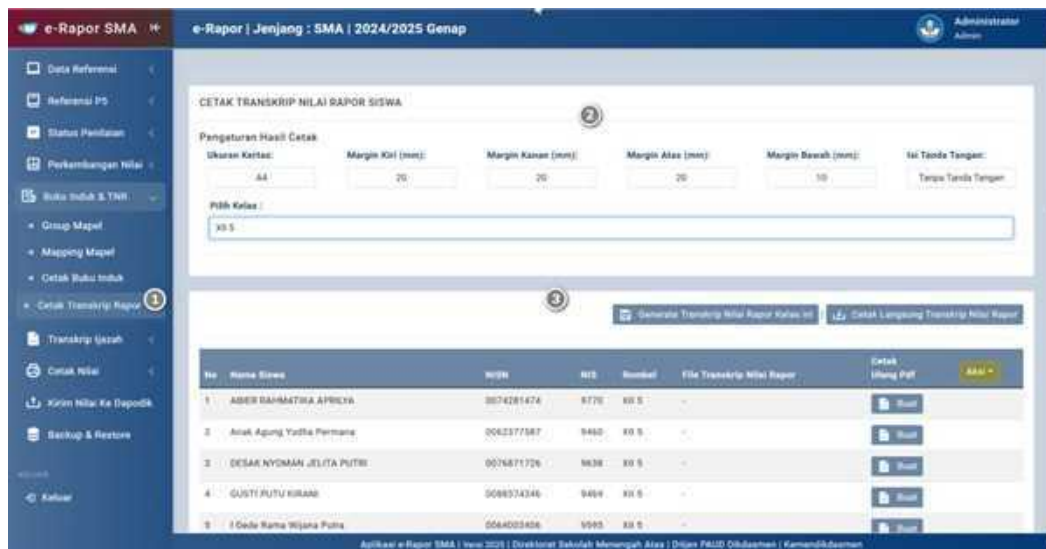 e-Rapor SMA
e-Rapor | Jenjang : SMA | 2024/2025 Genap
Administrator
Admin
Data Referensi
Referensi P5
Status Penilaian
Perkembangan Nilai
Buku Induk & TNR
Group Mapel
Mapping Mapel
Cetak Buku Induk
Cetak Transkrip Rapor
1
Transkrip Ijazah
Cetak Nilai
Kirim Nilai Ke Dapodik
Backup & Restore
Keluar
CETAK TRANSKRIP NILAI RAPOR SISWA
2
Pengaturan Hasil Cetak
Ukuran Kertas: Margin Kiri (mm): Margin Kanan (mm): Margin Atas (mm): Margin Bawah (mm): Isi Tanda Tangan:
A4 20 20 20 10 Tanpa Tanda Tangan
Pilih Kelas :
XII 5
3
Generate Transkrip Nilai Rapor Kelas Ini Cetak Langsung Transkrip Nilai Rapor
No Nama Siswa NISN NIS Rombel File Transkrip Nilai Rapor Cetak Ulang Pdf Aksi
1 ABIER RAHMATIKA APRILYA 0074281474 9770 XII 5 - Buat
2 Anak Agung Yudha Permana 0062377587 9460 XII 5 - Buat
3 DESAK NYOMAN JELITA PUTRI 0076871726 9638 XII 5 - Buat
4 GUSTI PUTU KIRANI 0088574346 9464 XII 5 - Buat
5 I Gede Rama Wijana Putra 0064003406 9595 XII 5 - Buat
Aplikasi e-Rapor SMA | Versi 2025 | Direktorat Sekolah Menengah Atas | Ditjen PAUD Dikdasmen | Kemendikdasmen